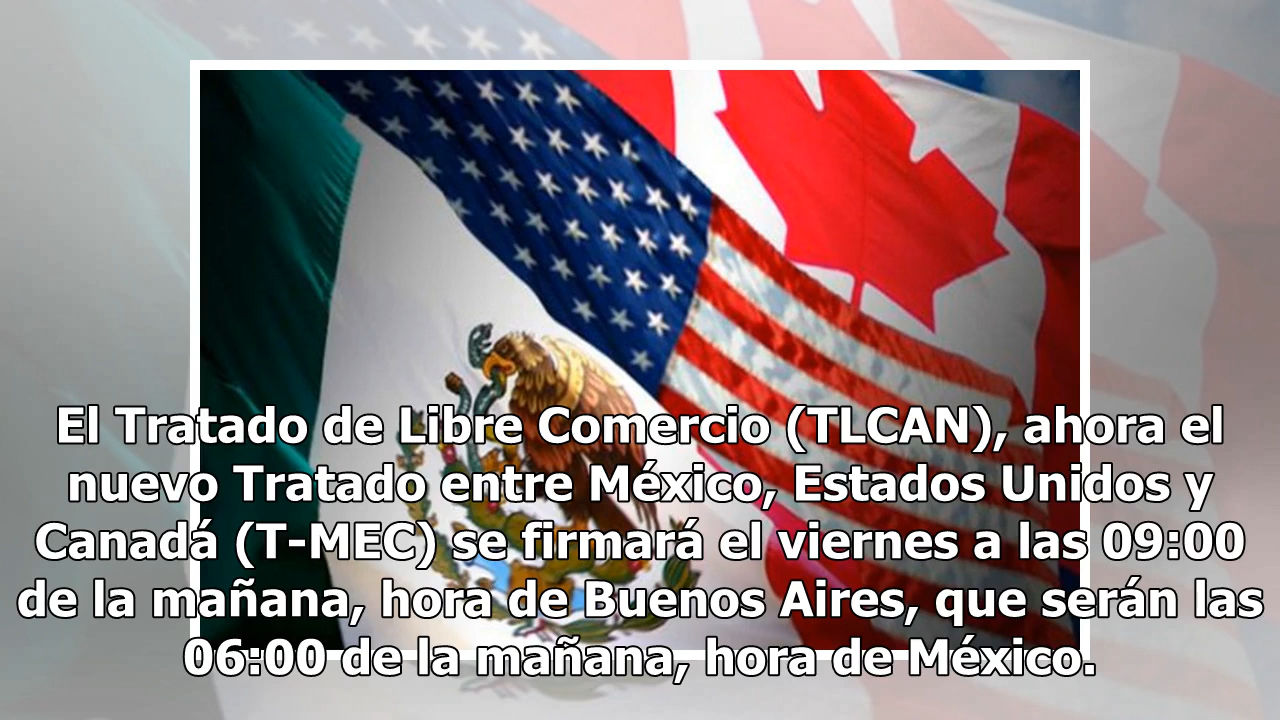 El Tratado de Libre Comercio (TLCAN), ahora el
nuevo Tratado entre México, Estados Unidos y
Canadá (T-MEC) se firmará el viernes a las 09:00
de la mañana, hora de Buenos Aires, que serán las
06:00 de la mañana, hora de México.